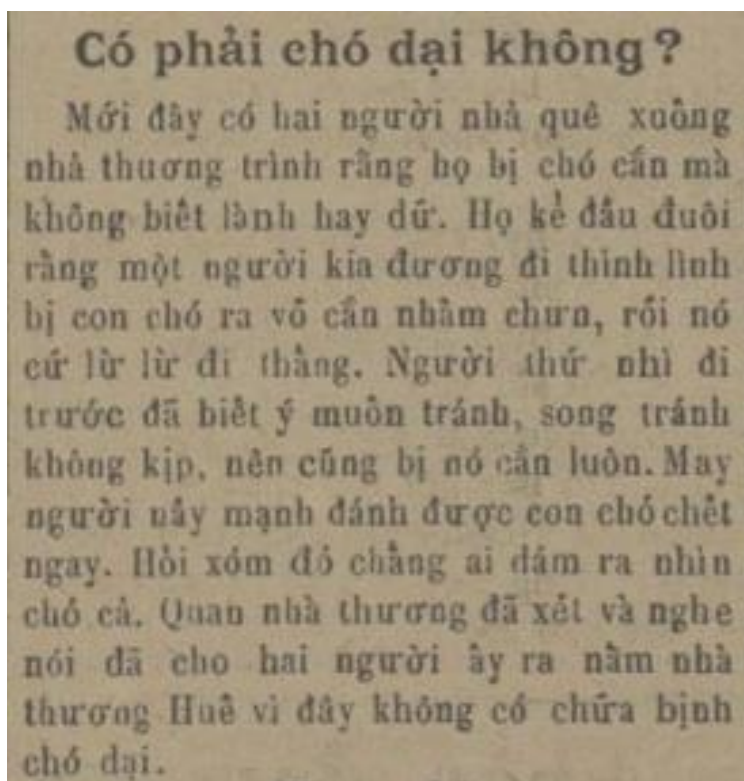 Có phải chó dại không?
Mới đây có hai người nhà quê xuống
nhà thương trình rằng họ bị chó cắn mà
không biết lành hay dữ. Họ kể đầu đuôi
rằng một người kia đương đi thình lình
bị con chó ra vồ cắn nhằm chưn, rồi nó
cứ lừ lừ đi thẳng. Người thứ nhì đi
trước đã biết ý muốn tránh, song tránh
không kịp, nên cũng bị nó cắn luôn. May
người nầy mạnh đánh được con chó chết
ngay. Hỏi xóm đó chẳng ai dám ra nhìn
chó cả. Quan nhà thương đã xét và nghe
nói đã cho hai người ấy ra nằm nhà
thương Huế vì đây không có chữa bịnh
chó dại.